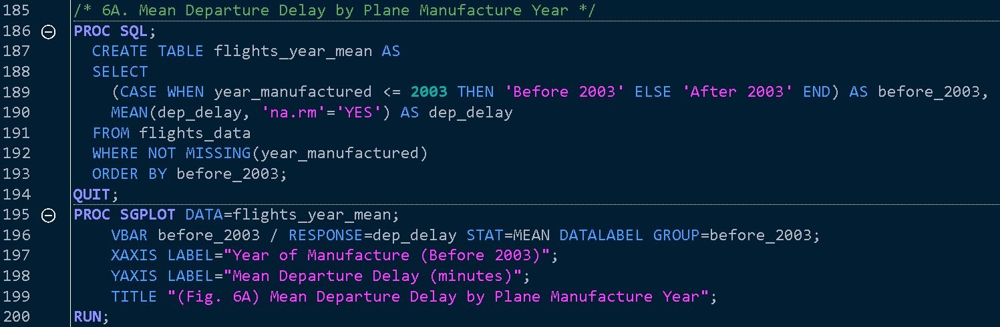 185 /* 6A. Mean Departure Delay by Plane Manufacture Year */
186 PROC SQL;
187 CREATE TABLE flights_year_mean AS
188 SELECT
189 (CASE WHEN year_manufactured <= 2003 THEN 'Before 2003' ELSE 'After 2003' END) AS before_2003,
190 MEAN(dep_delay, 'na.rm'='YES') AS dep_delay
191 FROM flights_data
192 WHERE NOT MISSING(year_manufactured)
193 ORDER BY before_2003;
194 QUIT;
195 PROC SGPLOT DATA=flights_year_mean;
196 VBAR before_2003 / RESPONSE=dep_delay STAT=MEAN DATALABEL GROUP=before_2003;
197 XAXIS LABEL="Year of Manufacture (Before 2003)";
198 YAXIS LABEL="Mean Departure Delay (minutes)";
199 TITLE "(Fig. 6A) Mean Departure Delay by Plane Manufacture Year";
200 RUN;